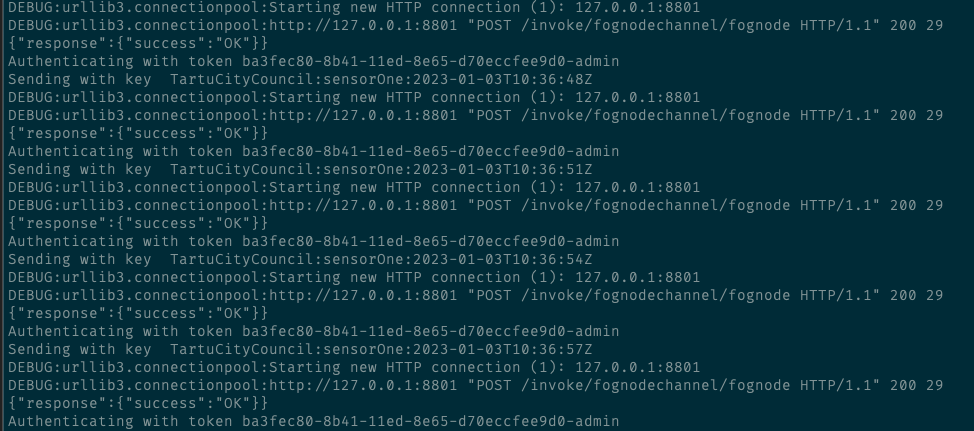 DEBUG:urllib3.connectionpool:Starting new HTTP connection (1): 127.0.0.1:8801
DEBUG:urllib3.connectionpool:http://127.0.0.1:8801 "POST /invoke/fognodechannel/fognode HTTP/1.1" 200 29
{"response":{"success":"OK"}}
Authenticating with token ba3fec80-8b41-11ed-8e65-d70eccfee9d0-admin
Sending with key  TartuCityCouncil:sensorOne:2023-01-03T10:36:48Z
DEBUG:urllib3.connectionpool:Starting new HTTP connection (1): 127.0.0.1:8801
DEBUG:urllib3.connectionpool:http://127.0.0.1:8801 "POST /invoke/fognodechannel/fognode HTTP/1.1" 200 29
{"response":{"success":"OK"}}
Authenticating with token ba3fec80-8b41-11ed-8e65-d70eccfee9d0-admin
Sending with key  TartuCityCouncil:sensorOne:2023-01-03T10:36:51Z
DEBUG:urllib3.connectionpool:Starting new HTTP connection (1): 127.0.0.1:8801
DEBUG:urllib3.connectionpool:http://127.0.0.1:8801 "POST /invoke/fognodechannel/fognode HTTP/1.1" 200 29
{"response":{"success":"OK"}}
Authenticating with token ba3fec80-8b41-11ed-8e65-d70eccfee9d0-admin
Sending with key  TartuCityCouncil:sensorOne:2023-01-03T10:36:54Z
DEBUG:urllib3.connectionpool:Starting new HTTP connection (1): 127.0.0.1:8801
DEBUG:urllib3.connectionpool:http://127.0.0.1:8801 "POST /invoke/fognodechannel/fognode HTTP/1.1" 200 29
{"response":{"success":"OK"}}
Authenticating with token ba3fec80-8b41-11ed-8e65-d70eccfee9d0-admin
Sending with key  TartuCityCouncil:sensorOne:2023-01-03T10:36:57Z
DEBUG:urllib3.connectionpool:Starting new HTTP connection (1): 127.0.0.1:8801
DEBUG:urllib3.connectionpool:http://127.0.0.1:8801 "POST /invoke/fognodechannel/fognode HTTP/1.1" 200 29
{"response":{"success":"OK"}}
Authenticating with token ba3fec80-8b41-11ed-8e65-d70eccfee9d0-admin